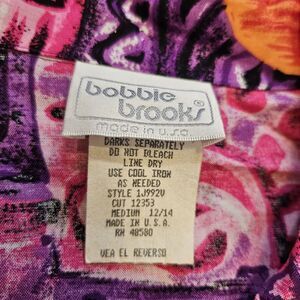 bobbie
brooks®
made in u.s.a
DARKS SEPARATELY
DO NOT BLEACH
LINE DRY
USE COOL IRON
AS NEEDED
STYLE 1J992V
CUT 12353
MEDIUM 12/14
MADE IN U.S.A.
RN 48580
VEA EL REVERSO